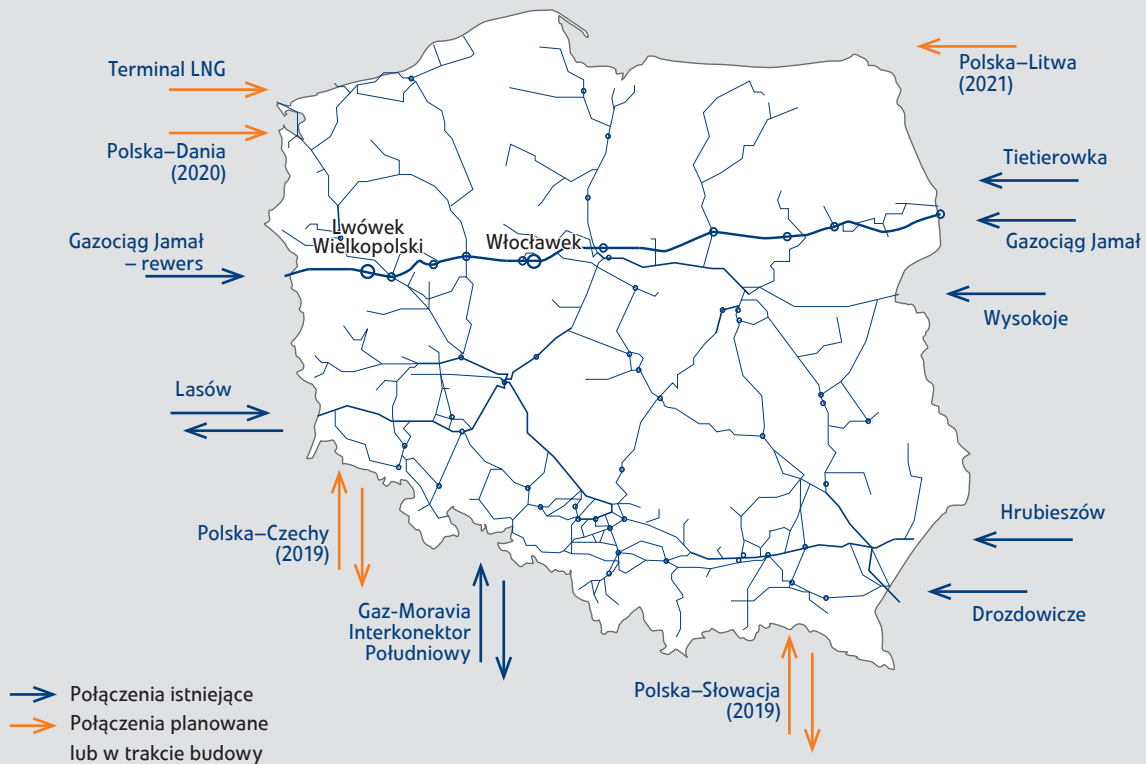 Terminal LNG
Polska–Dania
(2020)
Polska–Litwa
(2021)
Tietierowka
Gazociąg Jamał
Lwówek
Wielkopolski
Włocławek
Gazociąg Jamał
– rewers
Wysokoje
Lasów
Hrubieszów
Polska–Czechy
(2019)
Gaz-Moravia
Interkonektor
Południowy
Drozdowicze
Polska–Słowacja
(2019)
Połączenia istniejące
Połączenia planowane
lub w trakcie budowy